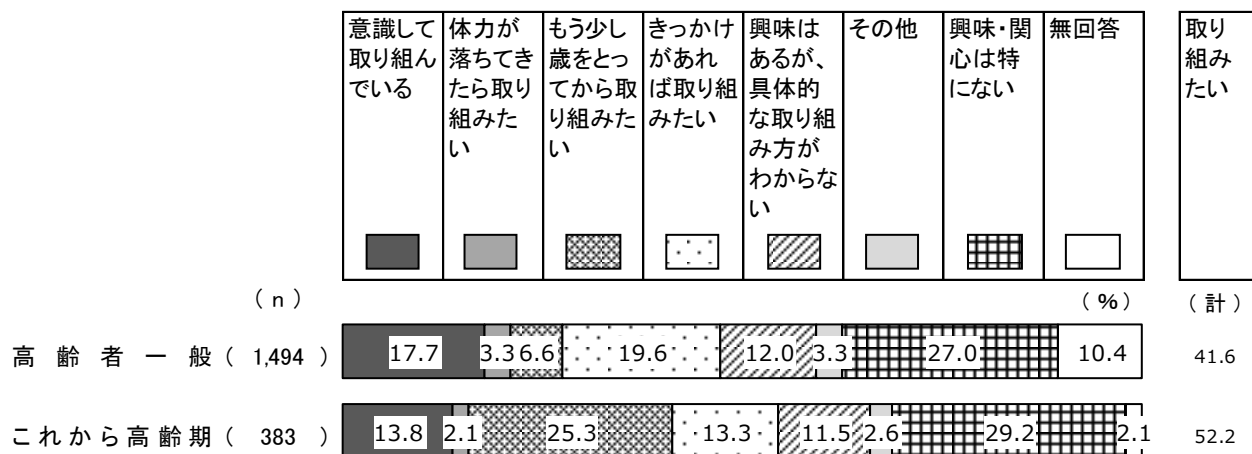 意識して
取り組ん
でいる
体力が
落ちてき
たら取り
組みた
い
もう少し
歳をとっ
てから取
り組みた
い
きっかけ
があれ
ば取り組
みたい
興味は
あるが、
具体的
な取り組
み方が
わからな
い
その他
興味・関
心は特
にない
無回答
取り
組み
たい
（ｎ） （％） （計）
高齢者一般（ 1,494 ） 17.7 3.3 6.6 19.6 12.0 3.3 27.0 10.4 41.6
これから高齢期（ 383 ） 13.8 2.1 25.3 13.3 11.5 2.6 29.2 2.1 52.2